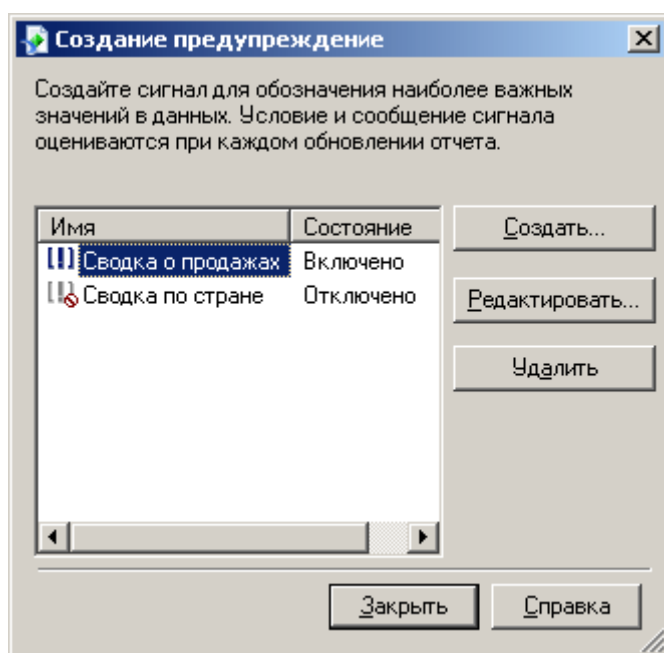 Создание предупреждение
Создайте сигнал для обозначения наиболее важных
значений в данных. Условие и сообщение сигнала
оцениваются при каждом обновлении отчета.
Имя Состояние
Сводка о продажах Включено
Сводка по стране Отключено
Создать...
Редактировать...
Удалить
Закрыть Справка